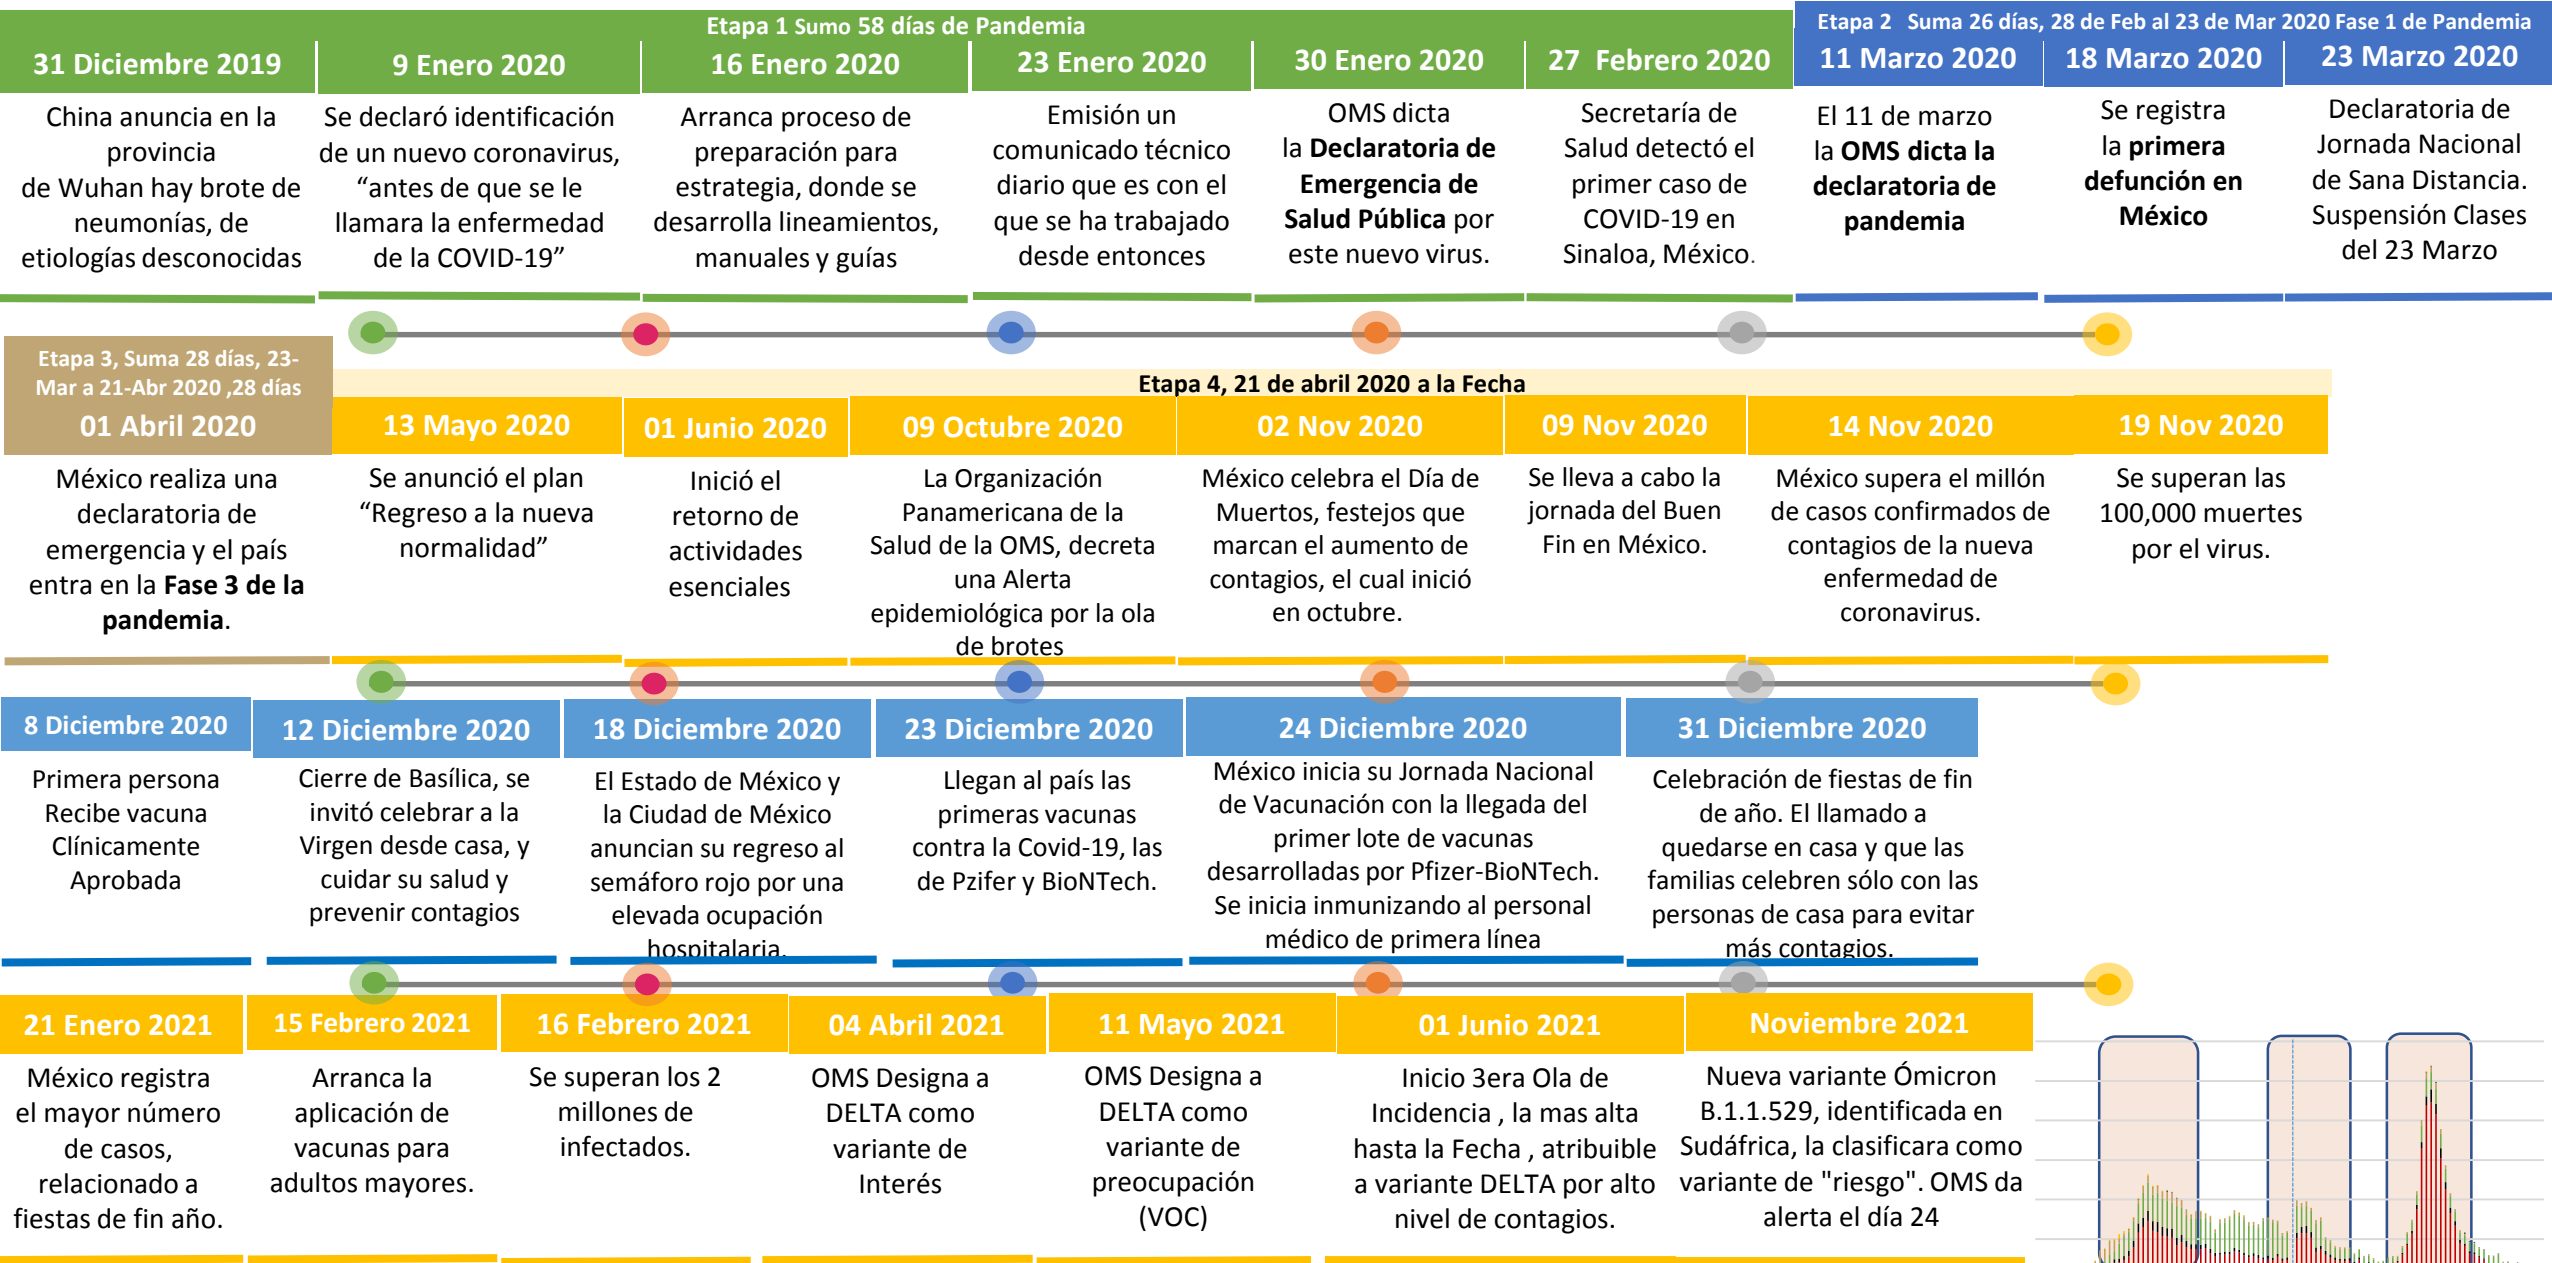 Etapa 1 Sumo 58 días de Pandemia
Etapa 2 Suma 26 días, 28 de Feb al 23 de Mar 2020 Fase 1 de Pandemia
31 Diciembre 2019
China anuncia en la
provincia
de Wuhan hay brote de
neumonías, de
etiologías desconocidas
9 Enero 2020
Se declaró identificación
de un nuevo coronavirus,
“antes de que se le
llamara la enfermedad
de la COVID-19”
16 Enero 2020
Arranca proceso de
preparación para
estrategia, donde se
desarrolla lineamientos,
manuales y guías
23 Enero 2020
Emisión un
comunicado técnico
diario que es con el
que se ha trabajado
desde entonces
30 Enero 2020
OMS dicta
la Declaratoria de
Emergencia de
Salud Pública por
este nuevo virus.
27 Febrero 2020
Secretaría de
Salud detectó el
primer caso de
COVID-19 en
Sinaloa, México.
11 Marzo 2020
El 11 de marzo
la OMS dicta la
declaratoria de
pandemia
18 Marzo 2020
Se registra
la primera
defunción en
México
23 Marzo 2020
Declaratoria de
Jornada Nacional
de Sana Distancia.
Suspensión Clases
del 23 Marzo
Etapa 3, Suma 28 días, 23-
Mar a 21-Abr 2020 ,28 días
Etapa 4, 21 de abril 2020 a la Fecha
01 Abril 2020
México realiza una
declaratoria de
emergencia y el país
entra en la Fase 3 de la
pandemia.
13 Mayo 2020
Se anunció el plan
“Regreso a la nueva
normalidad”
01 Junio 2020
Inició el
retorno de
actividades
esenciales
09 Octubre 2020
La Organización
Panamericana de la
Salud de la OMS, decreta
una Alerta
epidemiológica por la ola
de brotes
02 Nov 2020
México celebra el Día de
Muertos, festejos que
marcan el aumento de
contagios, el cual inició
en octubre.
09 Nov 2020
Se lleva a cabo la
jornada del Buen
Fin en México.
14 Nov 2020
México supera el millón
de casos confirmados de
contagios de la nueva
enfermedad de
coronavirus.
19 Nov 2020
Se superan las
100,000 muertes
por el virus.
8 Diciembre 2020
Primera persona
Recibe vacuna
Clínicamente
Aprobada
12 Diciembre 2020
Cierre de Basílica, se
invitó celebrar a la
Virgen desde casa, y
cuidar su salud y
prevenir contagios
18 Diciembre 2020
El Estado de México y
la Ciudad de México
anuncian su regreso al
semáforo rojo por una
elevada ocupación
hospitalaria.
23 Diciembre 2020
Llegan al país las
primeras vacunas
contra la Covid-19, las
de Pzifer y BioNTech.
24 Diciembre 2020
México inicia su Jornada Nacional
de Vacunación con la llegada del
primer lote de vacunas
desarrolladas por Pfizer-BioNTech.
Se inicia inmunizando al personal
médico de primera línea
31 Diciembre 2020
Celebración de fiestas de fin
de año. El llamado a
quedarse en casa y que las
familias celebren sólo con las
personas de casa para evitar
más contagios.
21 Enero 2021
México registra
el mayor número
de casos,
relacionado a
fiestas de fin año.
15 Febrero 2021
Arranca la
aplicación de
vacunas para
adultos mayores.
16 Febrero 2021
Se superan los 2
millones de
infectados.
04 Abril 2021
OMS Designa a
DELTA como
variante de
Interés
11 Mayo 2021
OMS Designa a
DELTA como
variante de
preocupación
(VOC)
01 Junio 2021
Inicio 3era Ola de
Incidencia , la mas alta
hasta la Fecha , atribuible
a variante DELTA por alto
nivel de contagios.
Noviembre 2021
Nueva variante Ómicron
B.1.1.529, identificada en
Sudáfrica, la clasificara como
variante de "riesgo". OMS da
alerta el día 24